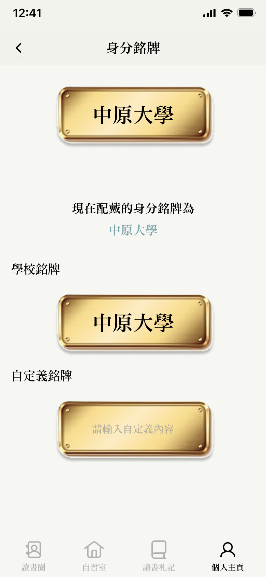 12:41
身分銘牌
中原大學
現在配戴的身分銘牌為
中原大學
學校銘牌
中原大學
自定義銘牌
請輸入自定義內容
讀書圈
自習室
讀書札記
個人主頁